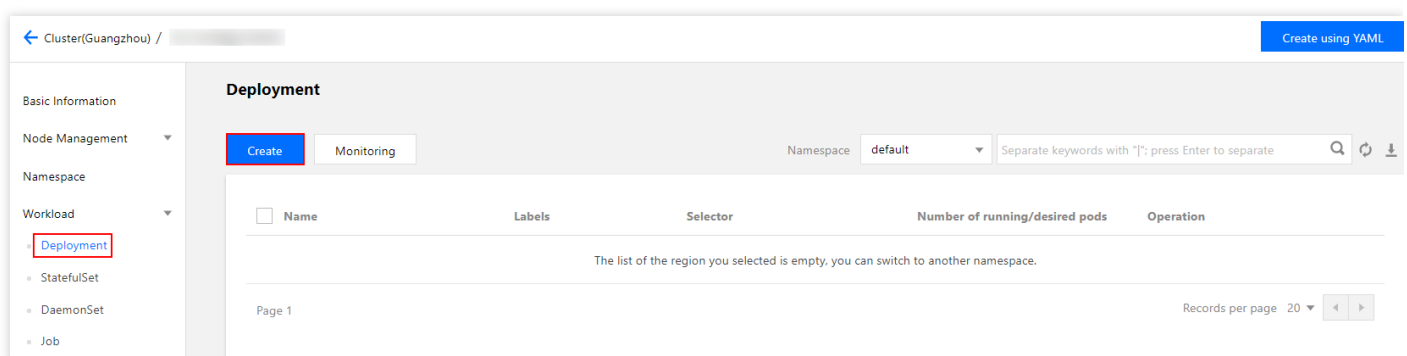 Cluster(Guangzhou) /
Create using YAML
Basic Information
Node Management
Namespace
Workload
Deployment
StatefulSet
DaemonSet
Job
Deployment
Create Monitoring Namespace default Separate keywords with "|"; press Enter to separate
Name Labels Selector Number of running/desired pods Operation
The list of the region you selected is empty, you can switch to another namespace.
Page 1 Records per page 20